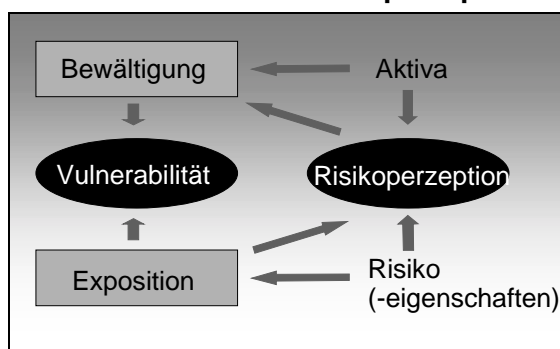 Bewältigung
Aktiva
Vulnerabilität
Risikoperzeption
Exposition
Risiko
(-eigenschaften)